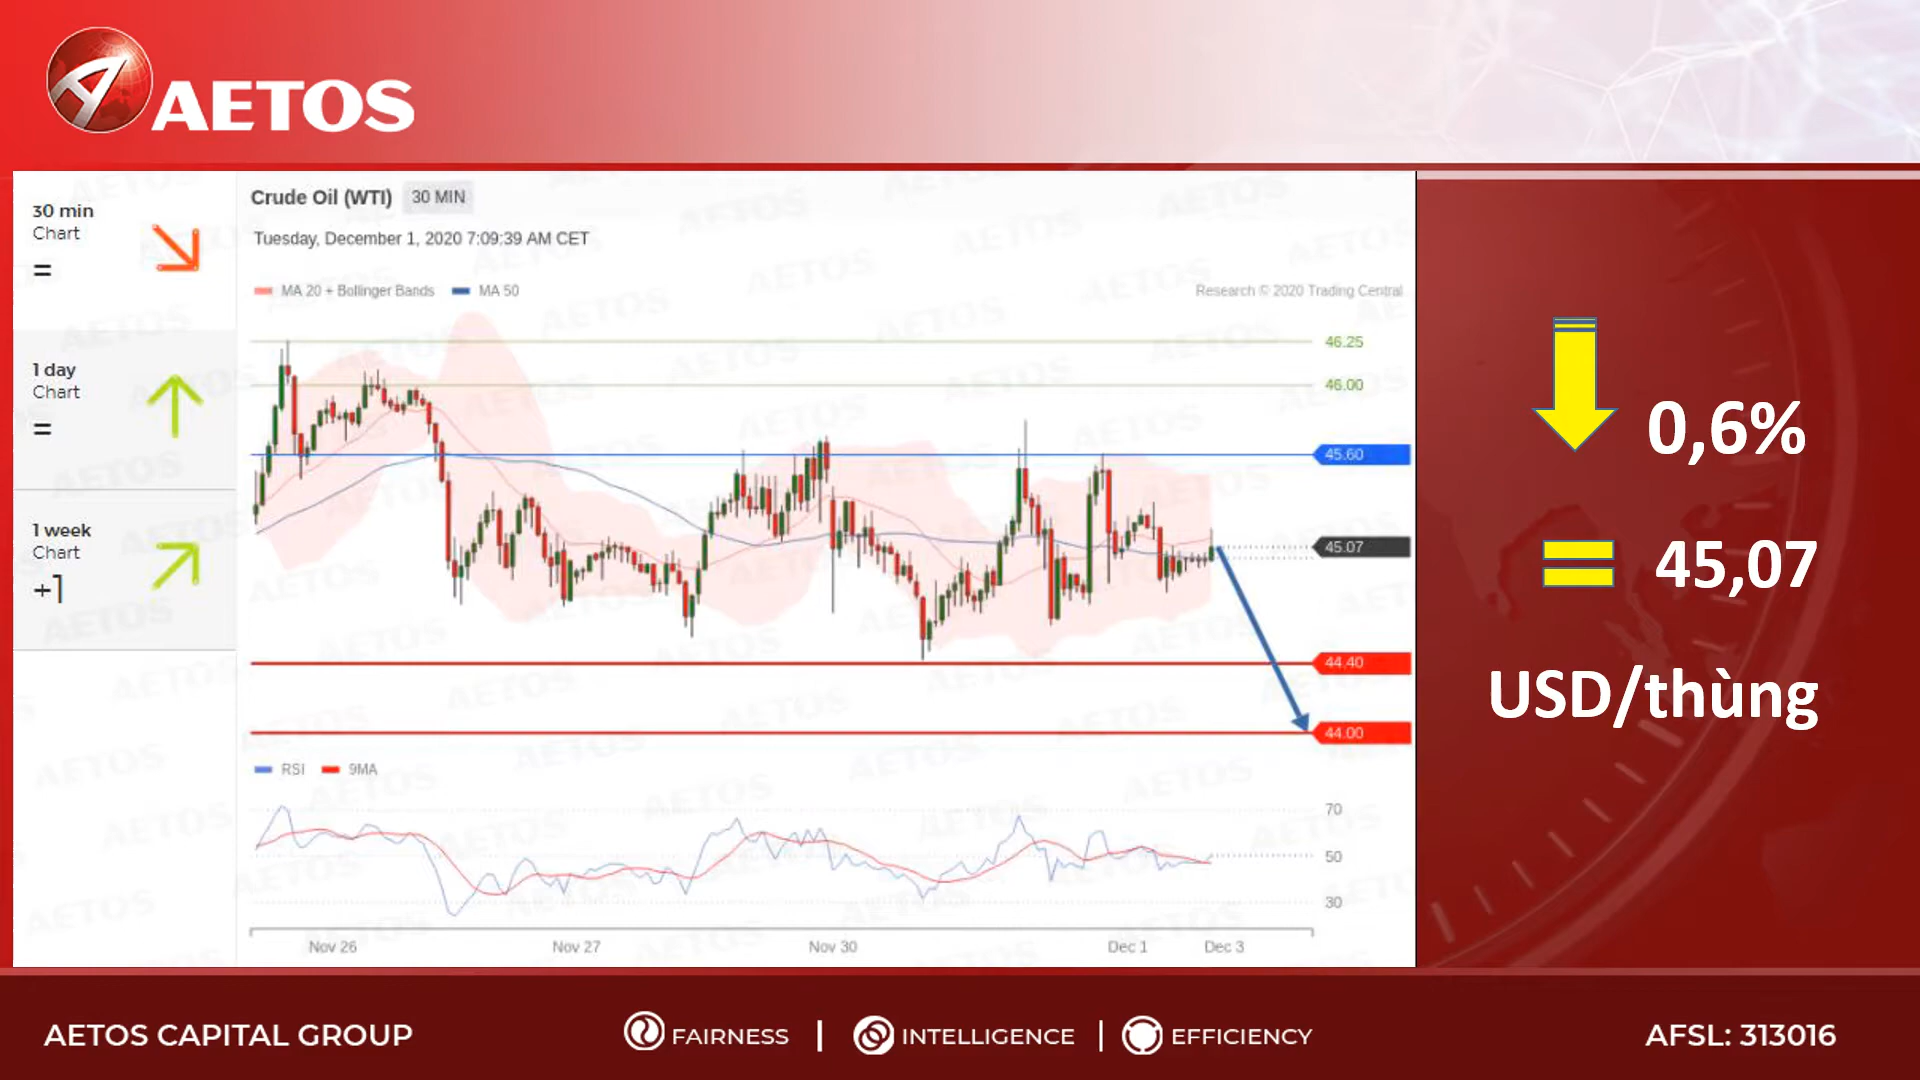 AETOS
30 min
Chart
=
1 day
Chart
=
1 week
Chart
+1
Crude Oil (WTI) 30 MIN
Tuesday, December 1, 2020 7:09:39 AM CET
MA 20 + Bollinger Bands MA 50
Research © 2020 Trading Central
46.25
46.00
45.60
45.07
44.40
44.00
RSI 9MA
70
50
30
Nov 26 Nov 27 Nov 30 Dec 1 Dec 3
0,6%
= 45,07
USD/thùng
AETOS CAPITAL GROUP
FAIRNESS | INTELLIGENCE | EFFICIENCY
AFSL: 313016